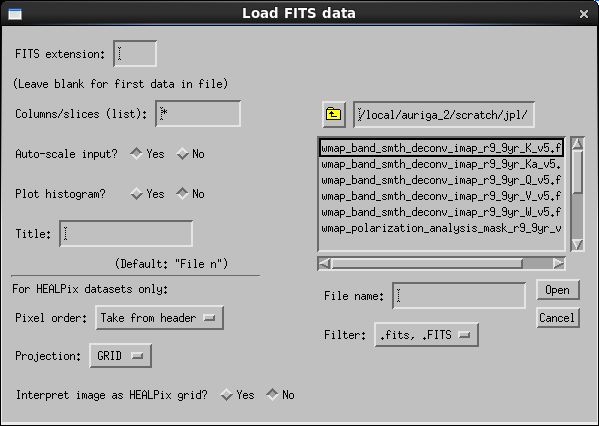 Load FITS data
FITS extension:
(Leave blank for first data in file)
Columns/slices (list): *
Auto-scale input? Yes No
Plot histogram? Yes No
Title:
(Default: "File n")
For HEALPix datasets only:
Pixel order: Take from header
Projection: GRID
Interpret image as HEALPix grid? Yes No
/local/auriga_2/scratch/jpl/
wmap_band_smth_deconv_imap_r9_9yr_K_v5.f
wmap_band_smth_deconv_imap_r9_9yr_Ka_v5.
wmap_band_smth_deconv_imap_r9_9yr_Q_v5.f
wmap_band_smth_deconv_imap_r9_9yr_V_v5.f
wmap_band_smth_deconv_imap_r9_9yr_W_v5.f
wmap_polarization_analysis_mask_r9_9yr_v
File name:
Open
Cancel
Filter: .fits, .FITS